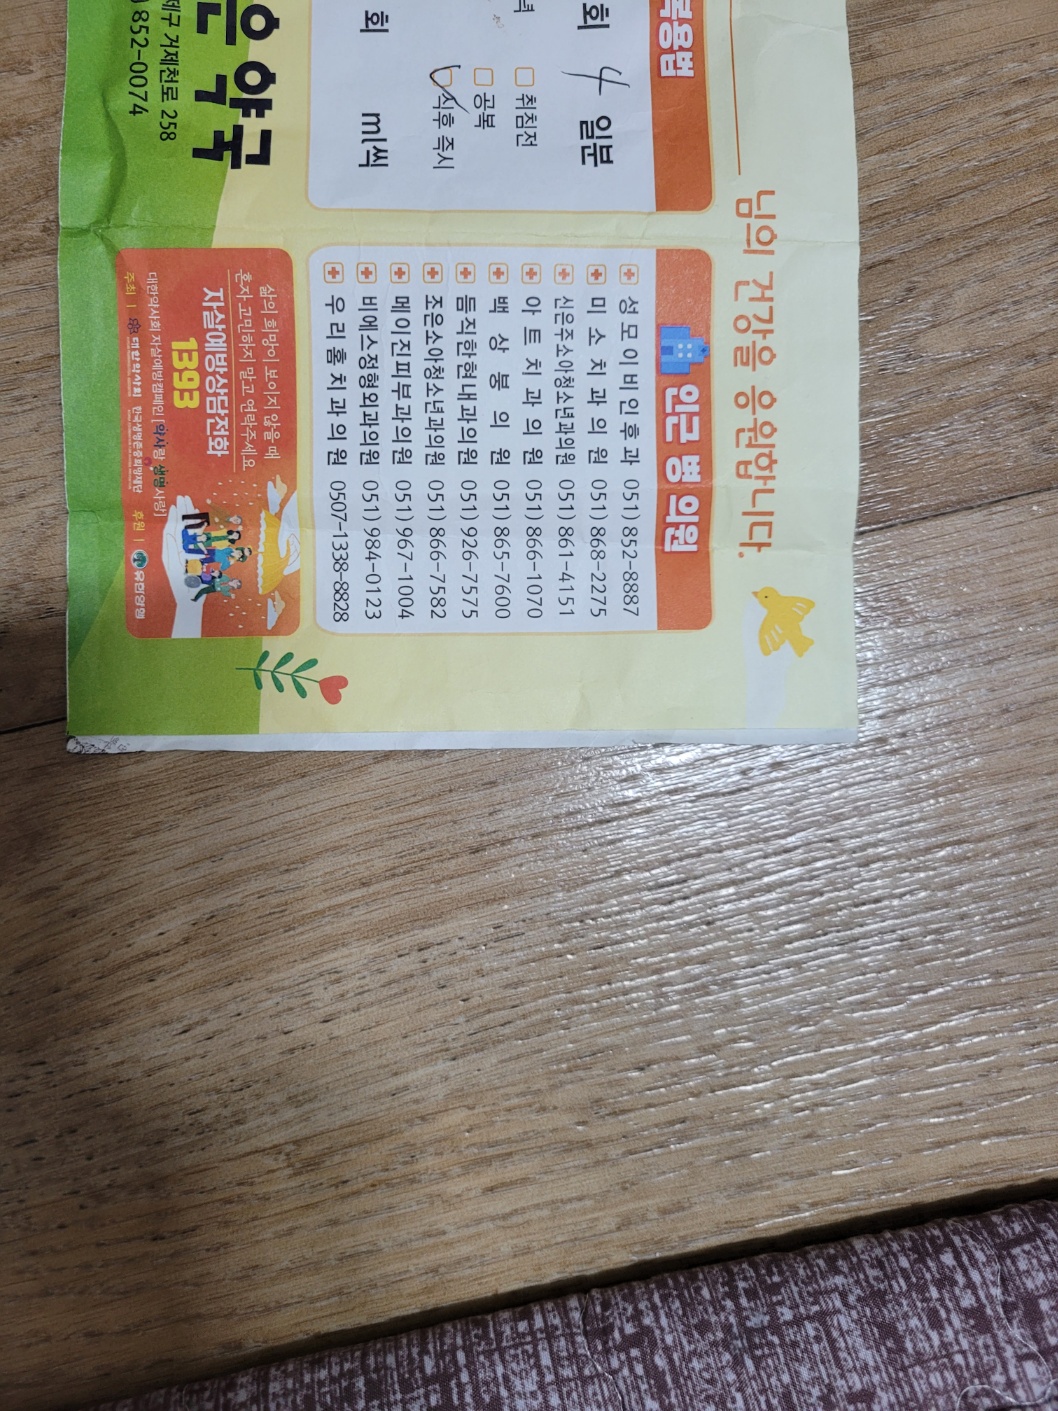 님의 건강을 응원합니다.
복용법
회 4 일분
취침전
공복
식후 즉시
회 ml씩
인근 병 의원
성모이비인후과 051) 852-8887
미소치과의원 051) 868-2275
신은주소아청소년과의원 051) 861-4151
아트치과의원 051) 866-1070
백상봉의원 051) 865-7600
듬직한현내과의원 051) 926-7575
조은소아청소년과의원 051) 866-7582
메이진피부과의원 051) 967-1004
비에스정형외과의원 051) 984-0123
우리홈치과의원 0507-1338-8828
은약국
제구 거제천로 258
852-0074
삶의 희망이 보이지 않을 때
혼자 고민하지 말고 연락주세요
자살예방상담전화
1393
대한약사회 자살예방캠페인 [약사랑 생명사랑]
주최 | 대한약사회 한국생명존중희망재단 후원 | 유한양행